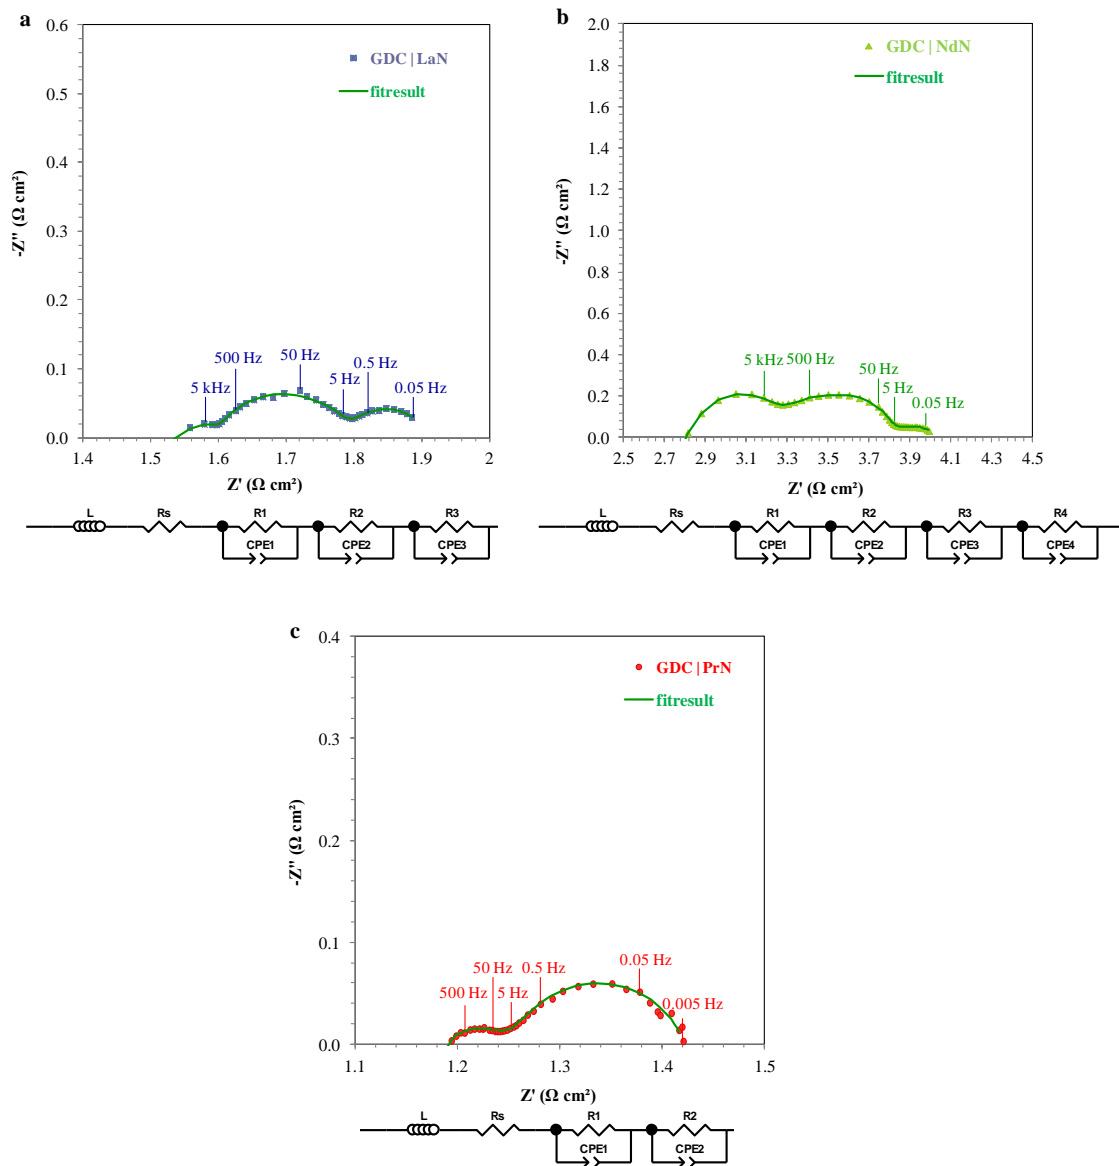 a
0.6
0.5
0.4
0.3
0.2
0.1
0.0
-Z'' (Ω cm²)
GDC|LaN
fitresult
5 kHz
500 Hz
50 Hz
5 Hz
0.5 Hz
0.05 Hz
1.4 1.5 1.6 1.7 1.8 1.9 2
Z' (Ω cm²)
L Rs R1 R2 R3
CPE1 CPE2 CPE3
b
2.0
1.8
1.6
1.4
1.2
1.0
0.8
0.6
0.4
0.2
0.0
-Z'' (Ω cm²)
GDC|NdN
fitresult
5 kHz
500 Hz
50 Hz
5 Hz
0.05 Hz
2.5 2.9 3.1 3.5 3.9 4.1 4.5
Z' (Ω cm²)
L Rs R1 R2 R3 R4
CPE1 CPE2 CPE3 CPE4
c
0.4
0.3
0.2
0.1
0.0
-Z'' (Ω cm²)
GDC|PrN
fitresult
500 Hz
50 Hz
5 Hz
0.5 Hz
0.05 Hz
0.005 Hz
1.1 1.2 1.3 1.4 1.5
Z' (Ω cm²)
L Rs R1 R2
CPE1 CPE2